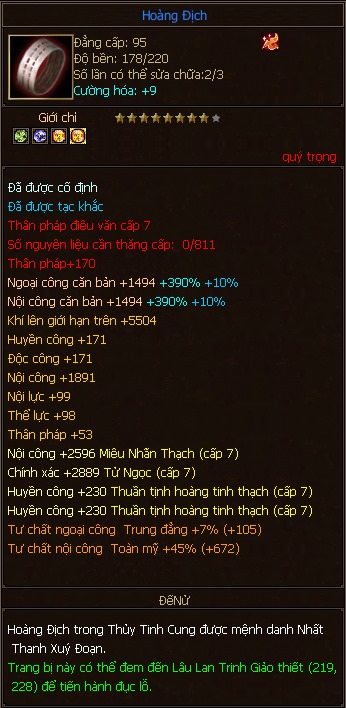 Hoàng Địch
Đẳng cấp: 95
Độ bền: 178/220
Số lần có thể sửa chữa:2/3
Cường hóa: +9
Giới chỉ
quý trọng
Đã được cố định
Đã được tạc khắc
Thân pháp điêu văn cấp 7
Số nguyên liệu cần thăng cấp: 0/811
Thân pháp+170
Ngoại công căn bản +1494 +390% +10%
Nội công căn bản +1494 +390% +10%
Khí lên giới hạn trên +5504
Huyền công +171
Độc công +171
Nội công +1891
Nội lực +99
Thể lực +98
Thân pháp +53
Nội công +2596 Miêu Nhãn Thạch (cấp 7)
Chính xác +2889 Tử Ngọc (cấp 7)
Huyền công +230 Thuần tịnh hoàng tinh thạch (cấp 7)
Huyền công +230 Thuần tịnh hoàng tinh thạch (cấp 7)
Tư chất ngoại công Trung đẳng +7% (+105)
Tư chất nội công Toàn mỹ +45% (+672)
ĐếNử
Hoàng Địch trong Thủy Tinh Cung được mệnh danh Nhất
Thanh Xuý Đoạn.
Trang bị này có thể đem đến Lâu Lan Trinh Giảo thiết (219,
228) để tiến hành đục lỗ.